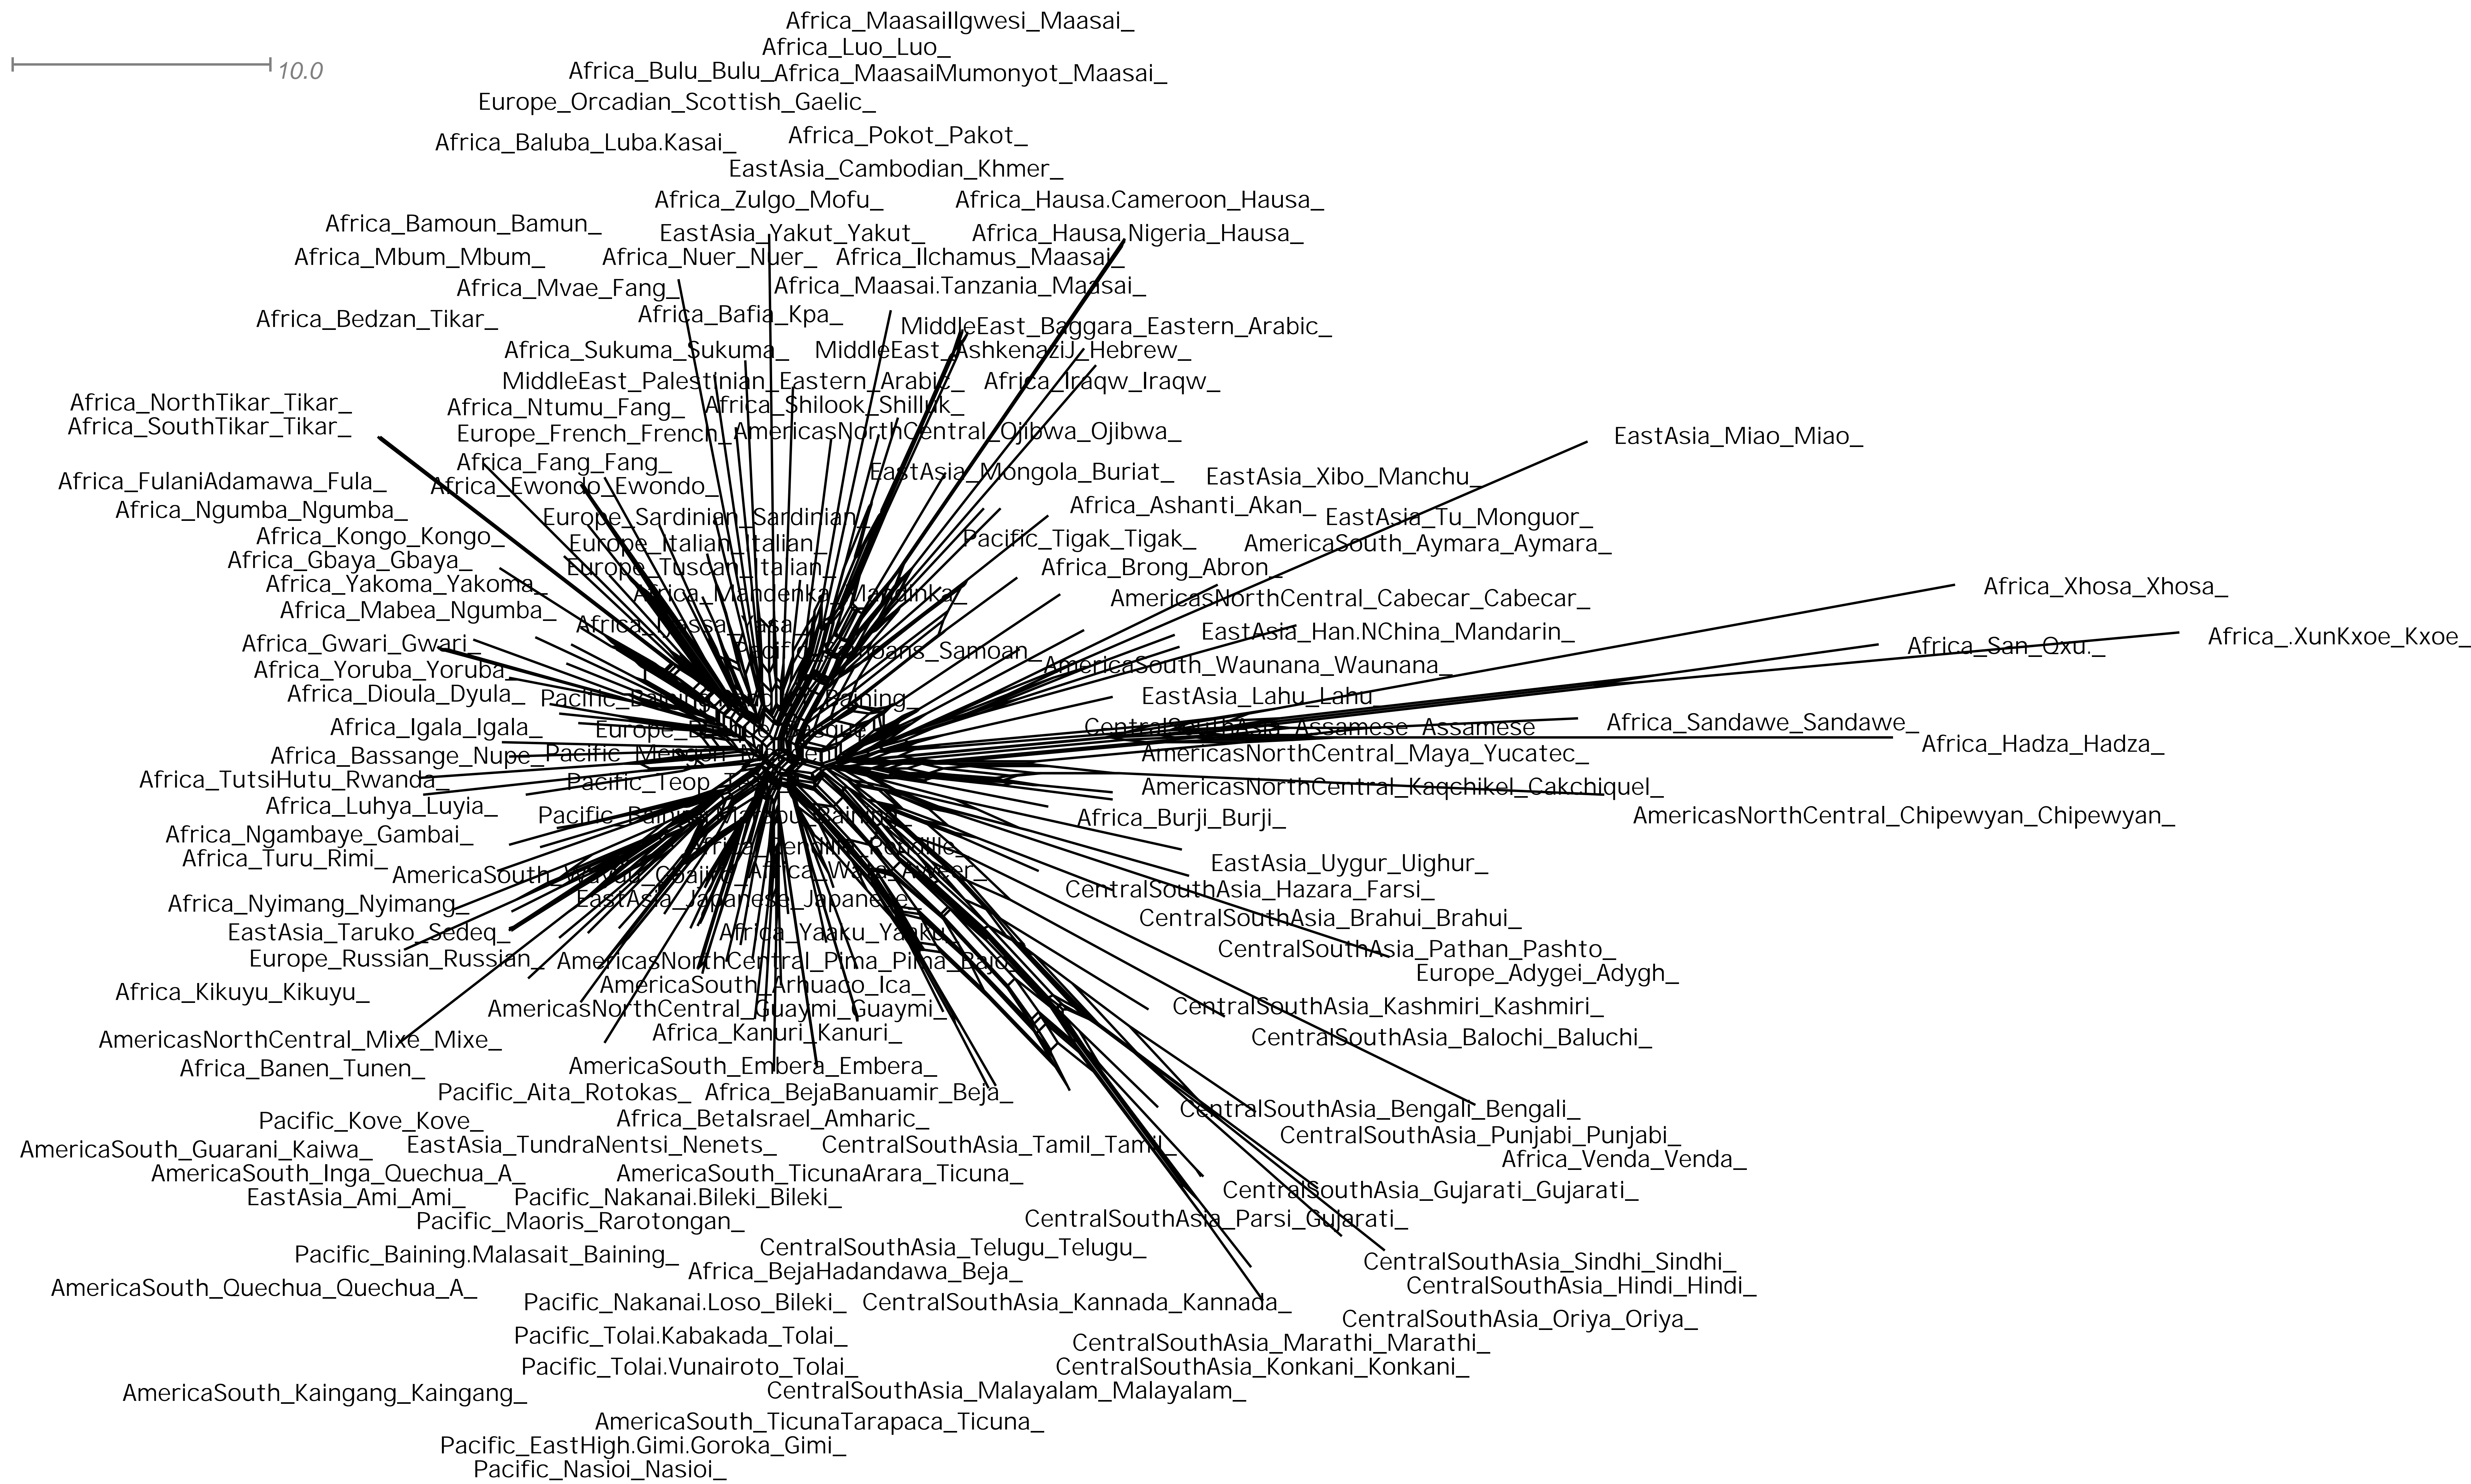 Africa_MaasaiIlgwesi_Maasai_
Africa_Luo_Luo_
10.0
Africa_Bulu_Bulu_
Africa_MaasaiMumonyot_Maasai_
Europe_Orcadian_Scottish_Gaelic_
Africa_Baluba_Luba.Kasai_
Africa_Pokot_Pakot_
EastAsia_Cambodian_Khmer_
Africa_Zulgo_Mofu_
Africa_Hausa.Cameroon_Hausa_
Africa_Bamoun_Bamun_
EastAsia_Yakut_Yakut_
Africa_Hausa.Nigeria_Hausa_
Africa_Mbum_Mbum_
Africa_Nuer_Nuer_
Africa_Ilchamus_Maasai_
Africa_Mvae_Fang_
Africa_Maasai.Tanzania_Maasai_
Africa_Bedzan_Tikar_
Africa_Bafia_Kpa_
MiddleEast_Baggara_Eastern_Arabic_
Africa_Sukuma_Sukuma_
MiddleEast_AshkenaziJ_Hebrew_
MiddleEast_Palestinian_Eastern_Arabic_
Africa_Iraqw_Iraqw_
Africa_NorthTikar_Tikar_
Africa_Ntumu_Fang_
Africa_Shilook_Shilluk_
Africa_SouthTikar_Tikar_
Europe_French_French_
AmericasNorthCentral_Ojibwa_Ojibwa_
EastAsia_Miao_Miao_
Africa_Fang_Fang_
EastAsia_Mongola_Buriat_
EastAsia_Xibo_Manchu_
Africa_FulaniAdamawa_Fula_
Africa_Ewondo_Ewondo_
Africa_Ngumba_Ngumba_
Africa_Ashanti_Akan_
Europe_Sardinian_Sardinian_
EastAsia_Tu_Monguor_
Africa_Kongo_Kongo_
Europe_Italian_Italian_
Pacific_Tigak_Tigak_
AmericaSouth_Aymara_Aymara_
Africa_Gbaya_Gbaya_
Europe_Tuscan_Italian_
Africa_Brong_Abron_
Africa_Yakoma_Yakoma_
Africa_Mandenka_Mandinka_
Africa_Xhosa_Xhosa_
Africa_Mabea_Ngumba_
AmericasNorthCentral_Cabecar_Cabecar_
EastAsia_Han.NChina_Mandarin_
Africa_San_Qxu._
Africa_.XunKxoe_Kxoe_
Africa_Gwari_Gwari_
Africa_Yoruba_Yoruba_
AmericaSouth_Waunana_Waunana_
Africa_Dioula_Dyula_
EastAsia_Lahu_Lahu_
Africa_Igala_Igala_
CentralSouthAsia_Assamese_Assamese
Africa_Sandawe_Sandawe_
Africa_Hadza_Hadza_
Africa_Bassange_Nupe_
AmericasNorthCentral_Maya_Yucatec_
Africa_TutsiHutu_Rwanda_
AmericasNorthCentral_Kaqchikel_Cakchiquel_
Africa_Luhya_Luyia_
Africa_Burji_Burji_
AmericasNorthCentral_Chipewyan_Chipewyan_
Africa_Ngambaye_Gambai_
Africa_Turu_Rimi_
EastAsia_Uygur_Uighur_
CentralSouthAsia_Hazara_Farsi_
EastAsia_Japanese_Japanese_
Africa_Nyimang_Nyimang_
CentralSouthAsia_Brahui_Brahui_
EastAsia_Taruko_Sedeq_
Africa_Yaaku_Yaaku_
CentralSouthAsia_Pathan_Pashto_
Europe_Russian_Russian_
AmericasNorthCentral_Pima_Pima_Bajo_
Europe_Adygei_Adygh_
Africa_Kikuyu_Kikuyu_
AmericaSouth_Arhuaco_Ica_
AmericasNorthCentral_Guaymi_Guaymi_
CentralSouthAsia_Kashmiri_Kashmiri_
AmericasNorthCentral_Mixe_Mixe_
Africa_Kanuri_Kanuri_
CentralSouthAsia_Balochi_Baluchi_
Africa_Banen_Tunen_
AmericaSouth_Embera_Embera_
Pacific_Aita_Rotokas_
Africa_BejaBanuamir_Beja_
Pacific_Kove_Kove_
Africa_BetaIsrael_Amharic_
CentralSouthAsia_Bengali_Bengali_
AmericaSouth_Guarani_Kaiwa_
EastAsia_TundraNentsi_Nenets_
CentralSouthAsia_Tamil_Tamil_
CentralSouthAsia_Punjabi_Punjabi_
Africa_Venda_Venda_
AmericaSouth_Inga_Quechua_A_
AmericaSouth_TicunaArara_Ticuna_
EastAsia_Ami_Ami_
Pacific_Nakanai.Bileki_Bileki_
CentralSouthAsia_Gujarati_Gujarati_
Pacific_Maoris_Rarotongan_
CentralSouthAsia_Parsi_Gujarati_
Pacific_Baining.Malasait_Baining_
CentralSouthAsia_Telugu_Telugu_
CentralSouthAsia_Sindhi_Sindhi_
Africa_BejaHadandawa_Beja_
AmericaSouth_Quechua_Quechua_A_
CentralSouthAsia_Hindi_Hindi_
Pacific_Nakanai.Loso_Bileki_
CentralSouthAsia_Kannada_Kannada_
CentralSouthAsia_Oriya_Oriya_
Pacific_Tolai.Kabakada_Tolai_
CentralSouthAsia_Marathi_Marathi_
Pacific_Tolai.Vunairoto_Tolai_
CentralSouthAsia_Konkani_Konkani_
AmericaSouth_Kaingang_Kaingang_
CentralSouthAsia_Malayalam_Malayalam_
AmericaSouth_TicunaTarapaca_Ticuna_
Pacific_EastHigh.Gimi.Goroka_Gimi_
Pacific_Nasioi_Nasioi_